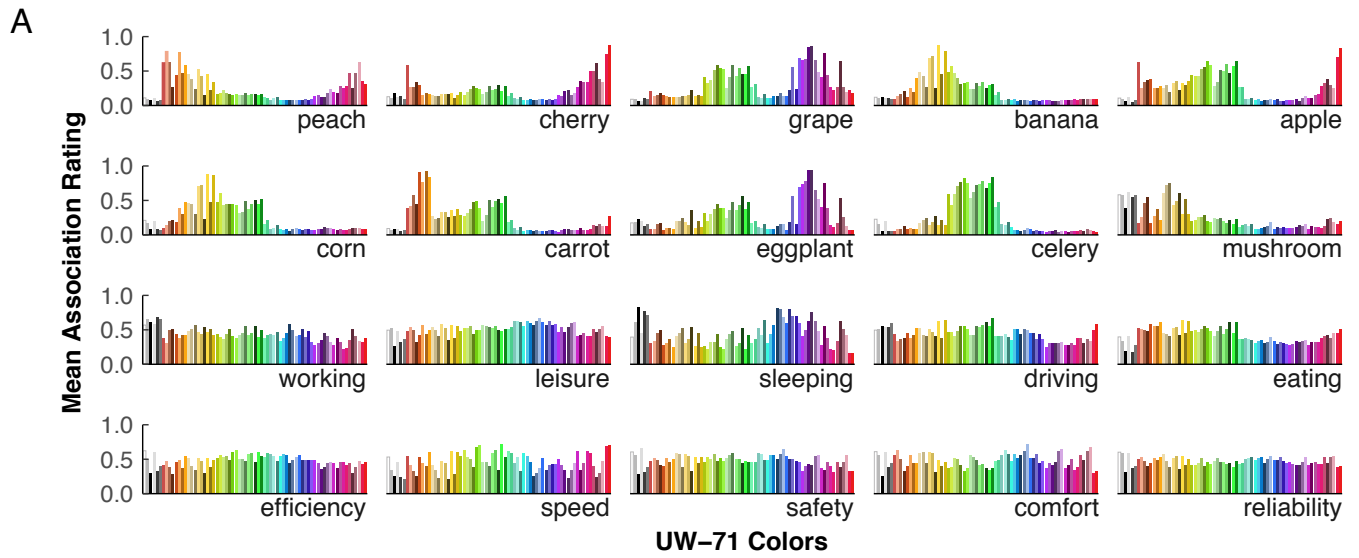 A
Mean Association Rating
1.0
0.5
0.0
peach cherry grape banana apple
1.0
0.5
0.0
corn carrot eggplant celery mushroom
1.0
0.5
0.0
working leisure sleeping driving eating
1.0
0.5
0.0
efficiency speed safety comfort reliability
UW–71 Colors